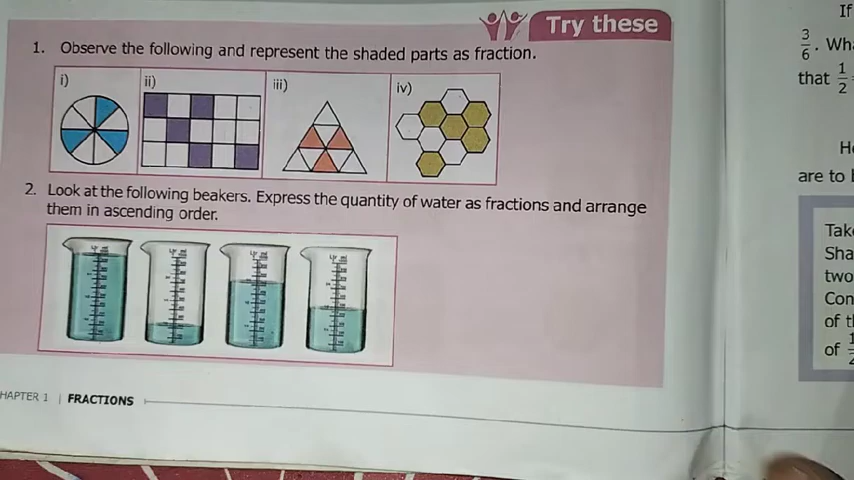 Try these
1. Observe the following and represent the shaded parts as fraction.
i)
ii)
iii)
iv)
2. Look at the following beakers. Express the quantity of water as fractions and arrange
them in ascending order.
HAPTER 1 | FRACTIONS
If
3/6. Wh
that 1/2
are to
Tak
Sha
two
Con
of t
of